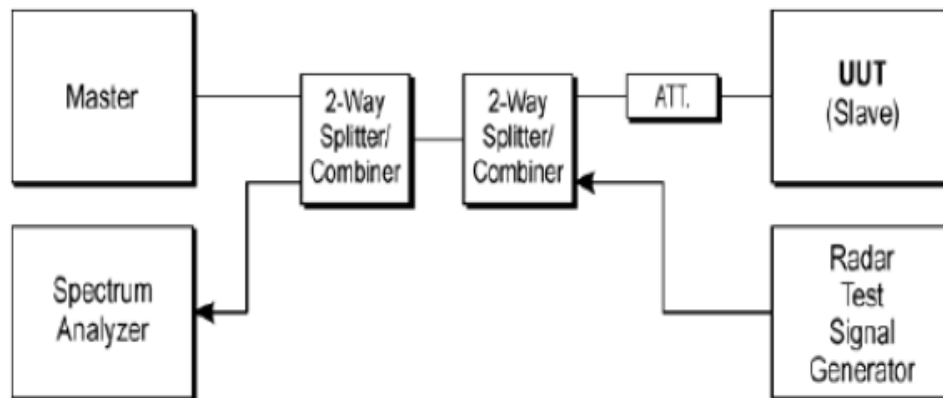 Master
2-Way
Splitter/
Combiner
2-Way
Splitter/
Combiner
ATT.
UUT
(Slave)
Spectrum
Analyzer
Radar
Test
Signal
Generator